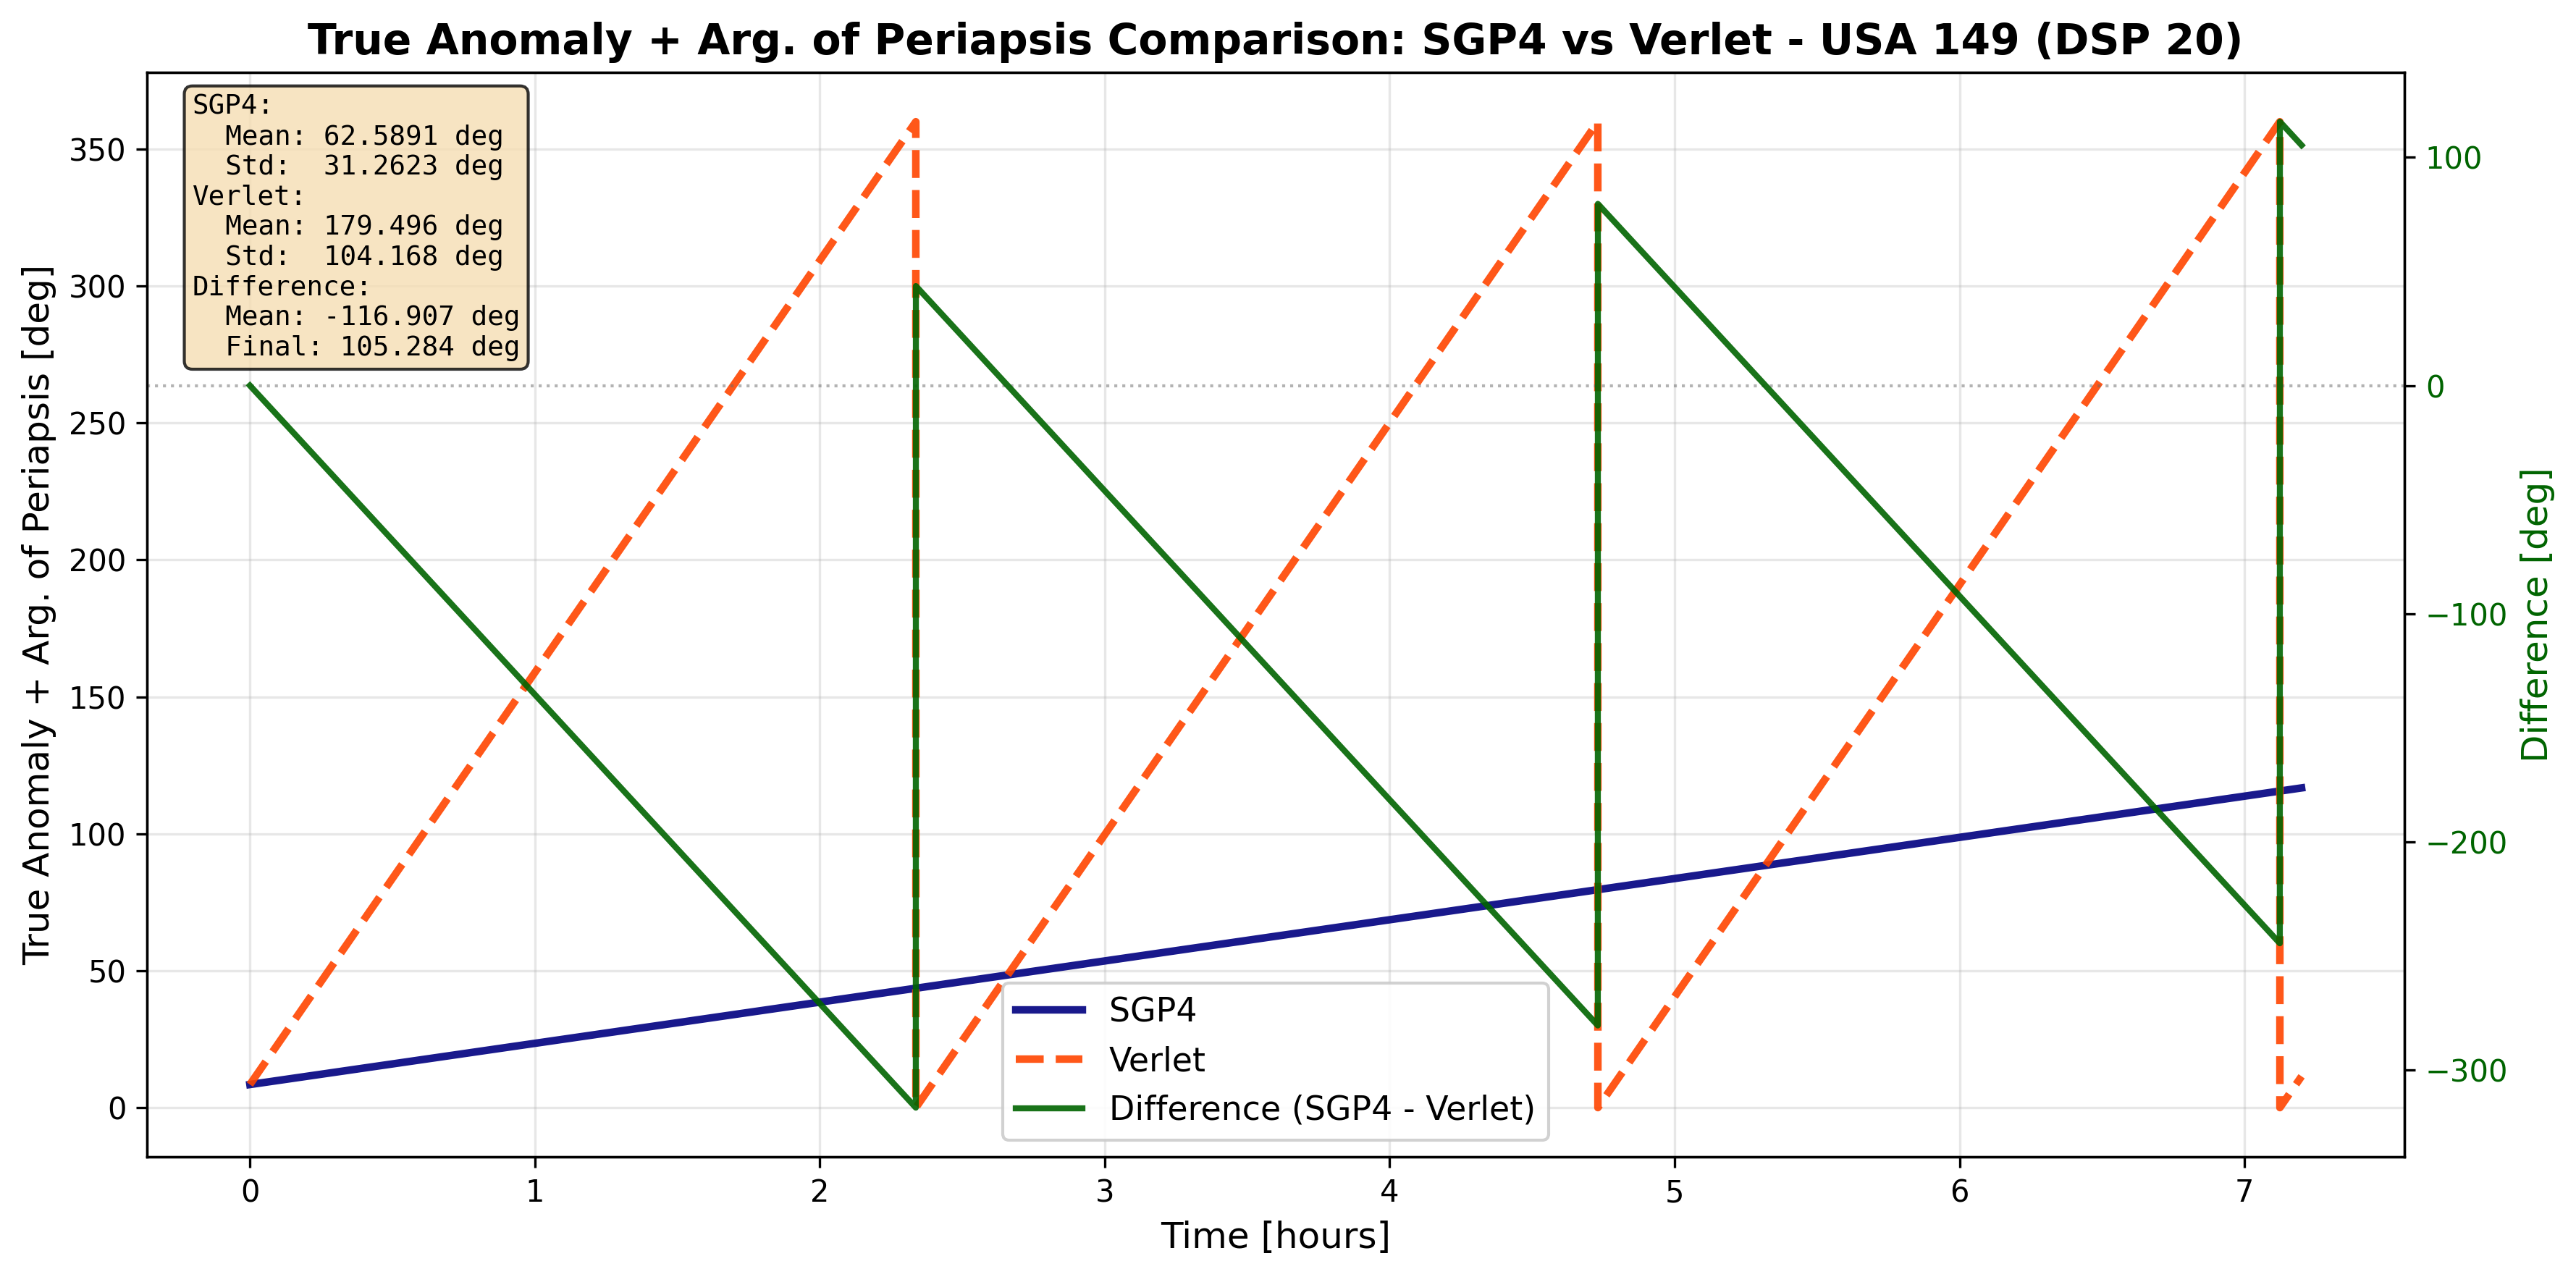 True Anomaly + Arg. of Periapsis Comparison: SGP4 vs Verlet - USA 149 (DSP 20)
SGP4:
Mean: 62.5891 deg
Std: 31.2623 deg
Verlet:
Mean: 179.496 deg
Std: 104.168 deg
Difference:
Mean: -116.907 deg
Final: 105.284 deg
True Anomaly + Arg. of Periapsis [deg]
350
300
250
200
150
100
50
0
100
0
−100
−200
−300
Difference [deg]
SGP4
Verlet
Difference (SGP4 - Verlet)
0 1 2 3 4 5 6 7
Time [hours]